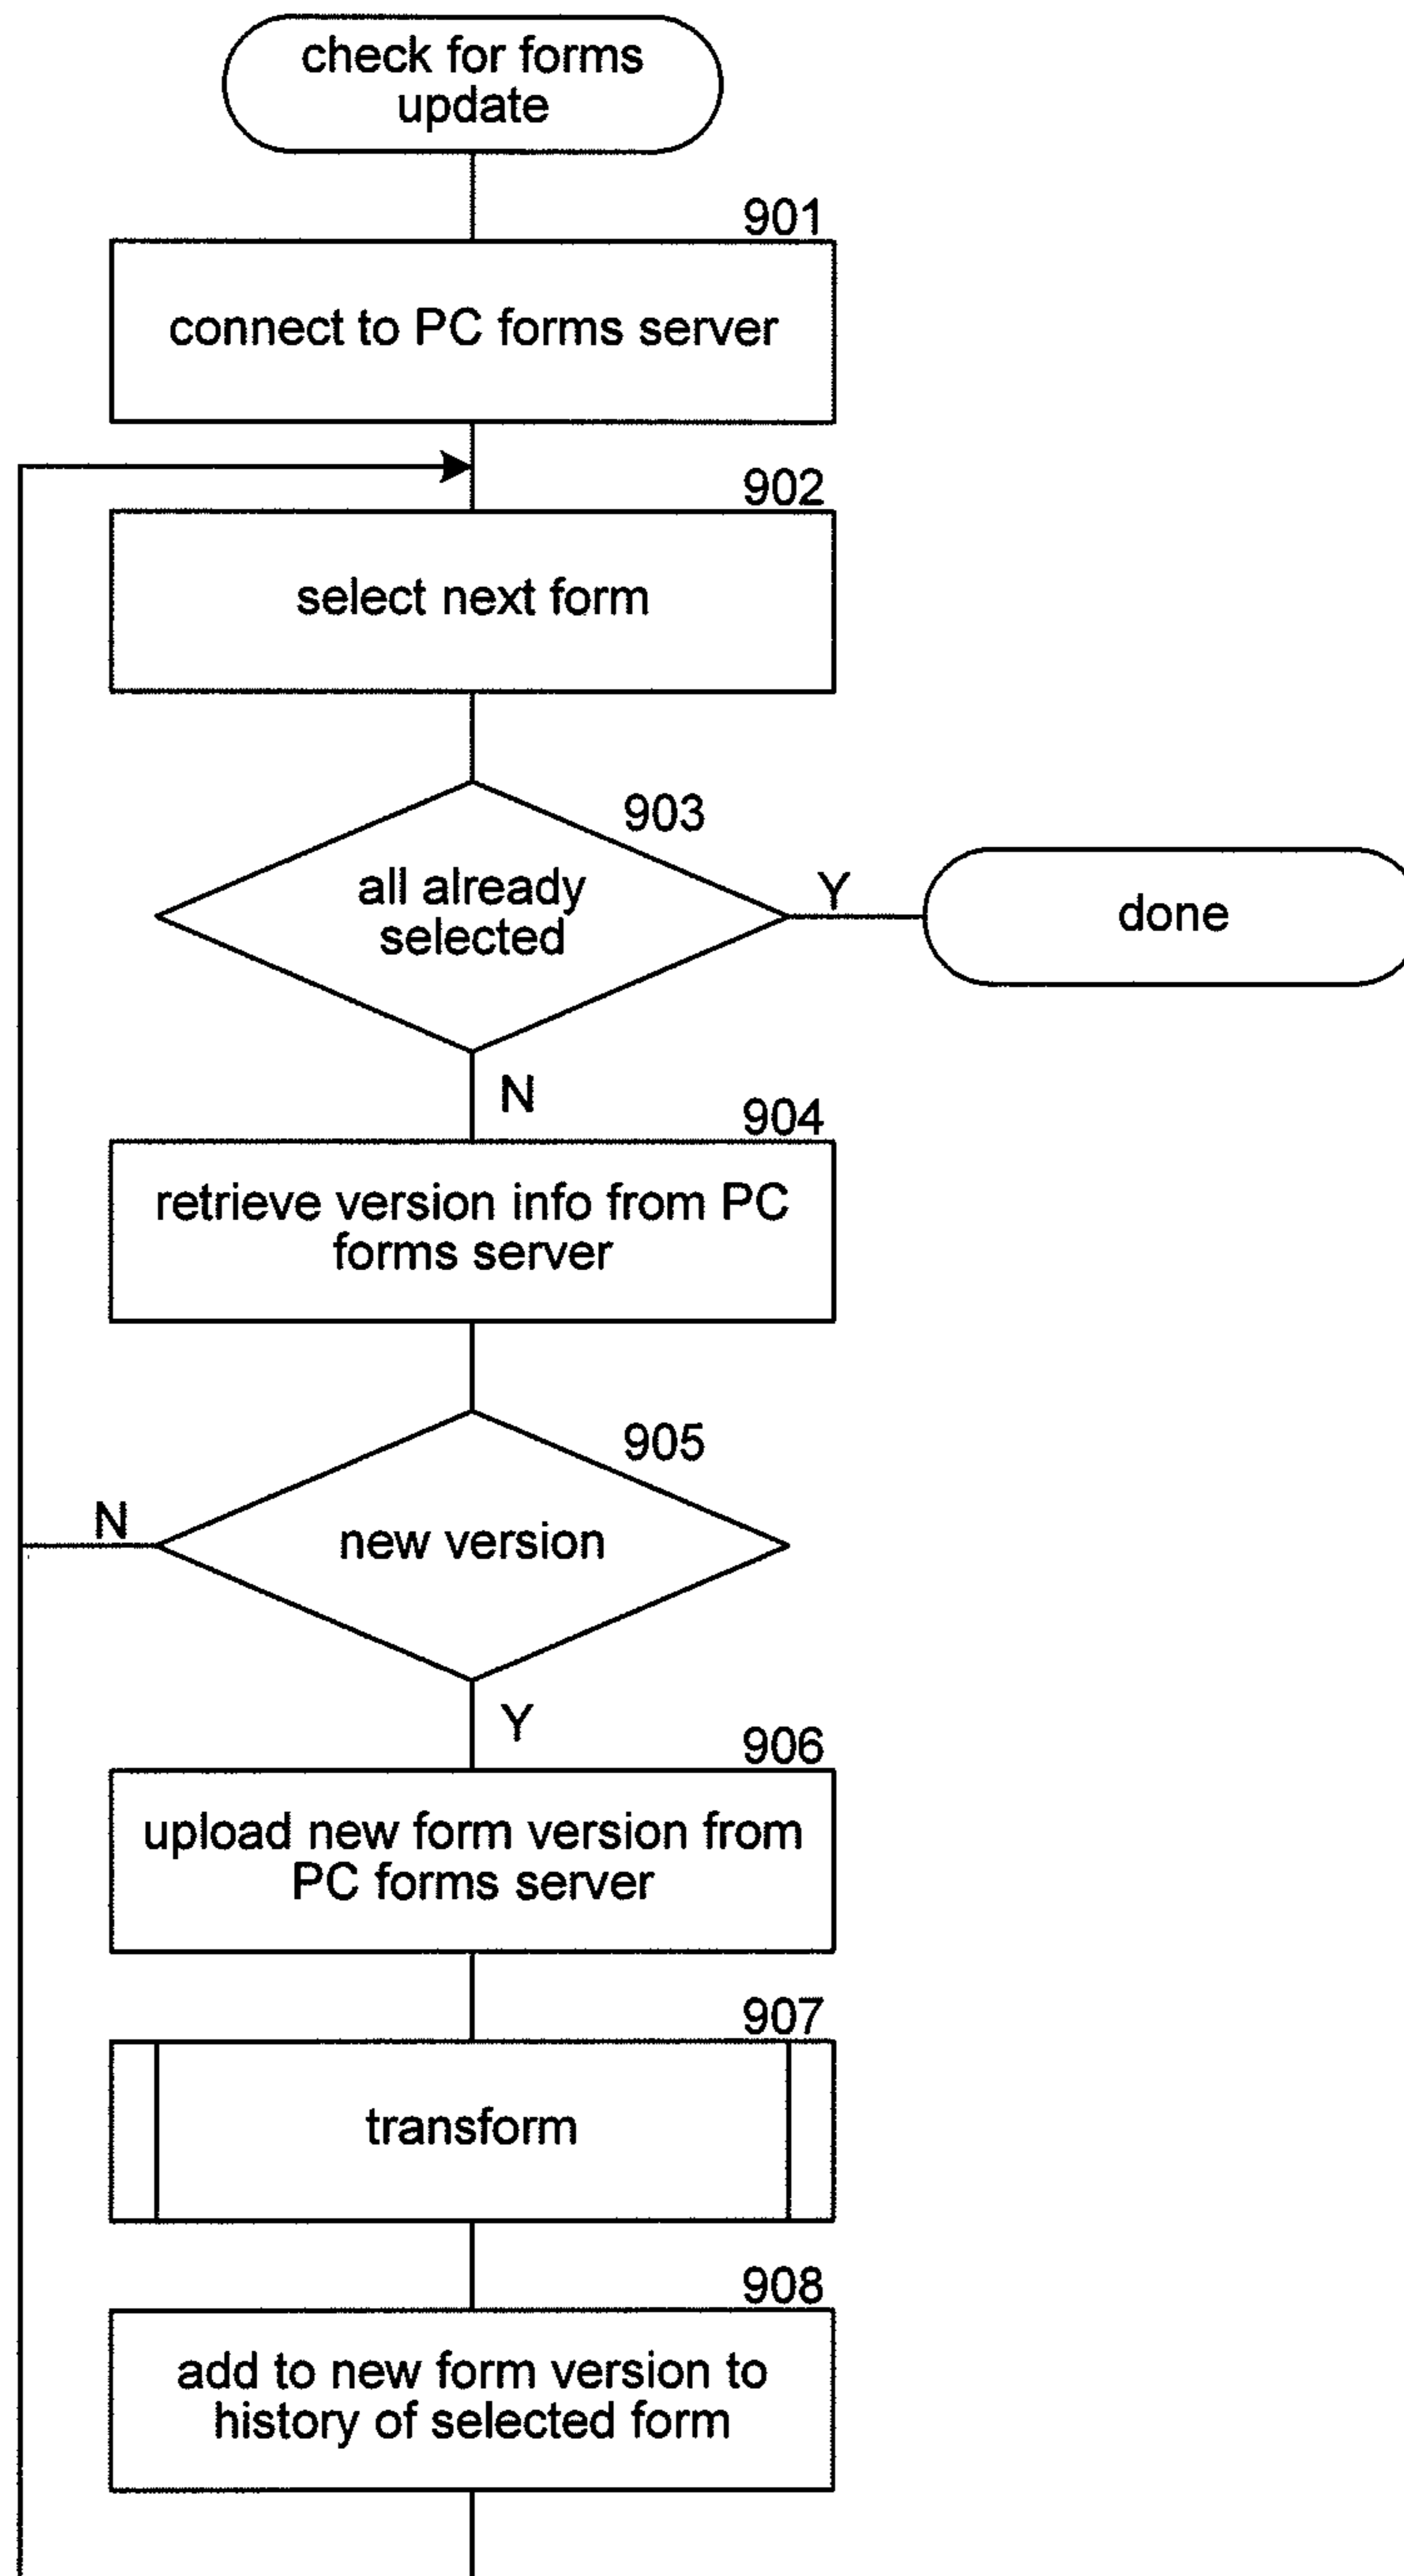 check for forms
update
901
connect to PC forms server
902
select next form
903
all already
selected
Y
done
N
904
retrieve version info from PC
forms server
905
N
new version
Y
906
upload new form version from
PC forms server
907
transform
908
add to new form version to
history of selected form